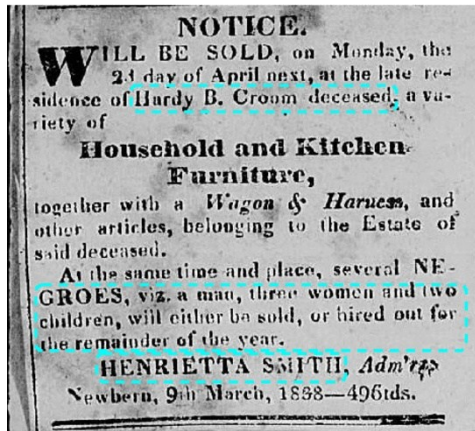 NOTICE.
WILL BE SOLD, on Monday, the
2d day of April next, at the late re-
sidence of Hardy B. Croom deceased, a va-
riety of
Household and Kitchen
Furniture,
together with a Wagon & Harness, and
other articles, belonging to the Estate of
said deceased.
At the same time and place, several NE-
GROES, viz. a man, three women and two
children, will either be sold, or hired out for
the remainder of the year.
HENRIETTA SMITH, Adm'rx
Newbern, 9th March, 1838—496tds.